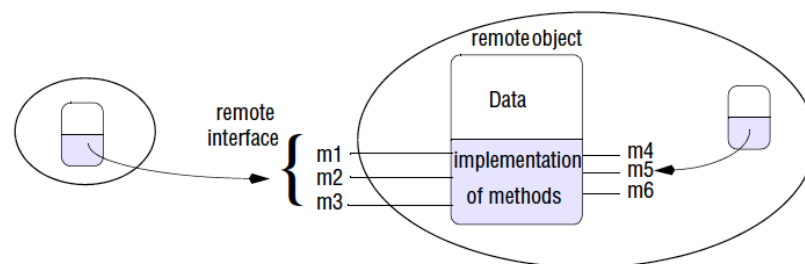 remote object
Data
remote
interface
{
m1
m2
m3
implementation
of methods
m4
m5
m6